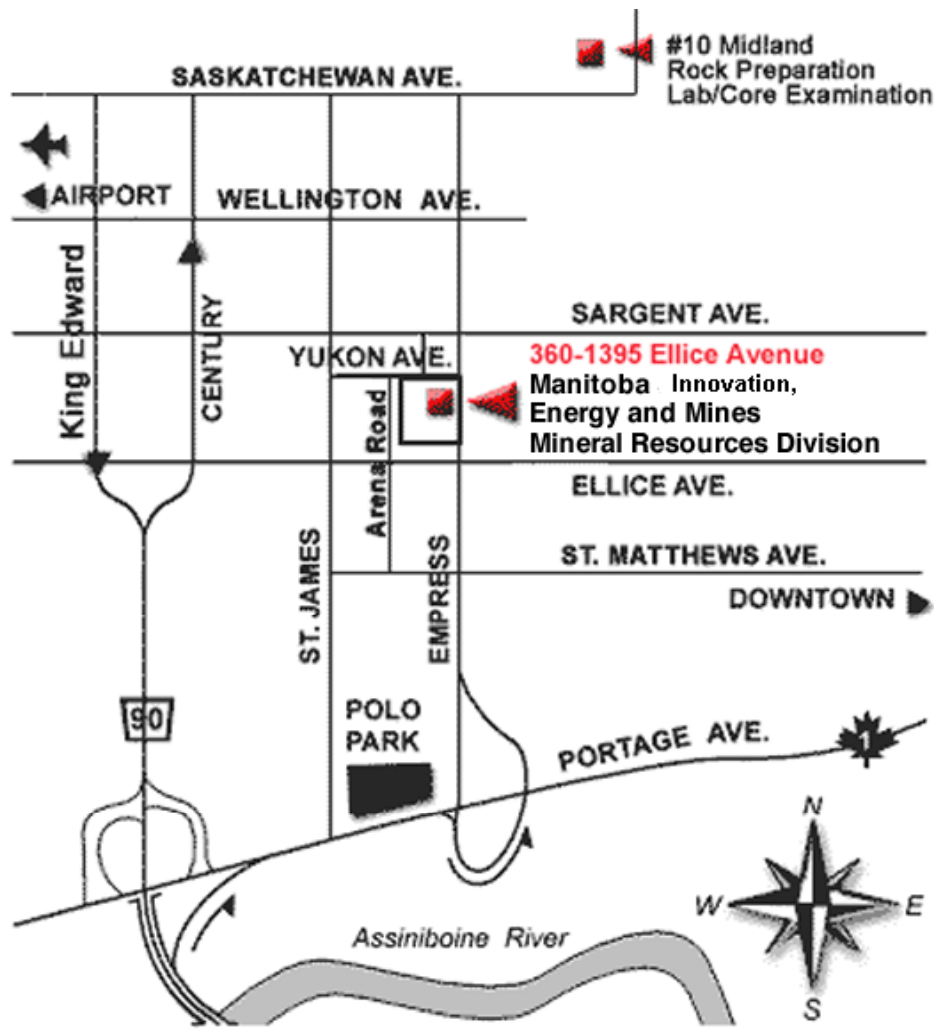 #10 Midland
Rock Preparation
Lab/Core Examination
SASKATCHEWAN AVE.
AIRPORT
WELLINGTON AVE.
King Edward
CENTURY
SARGENT AVE.
YUKON AVE.
360-1395 Ellice Avenue
Manitoba Innovation,
Energy and Mines
Mineral Resources Division
Arena Road
ELLICE AVE.
ST. JAMES
EMPRESS
ST. MATTHEWS AVE.
DOWNTOWN
90
POLO
PARK
PORTAGE AVE.
1
N
W
E
S
Assiniboine River